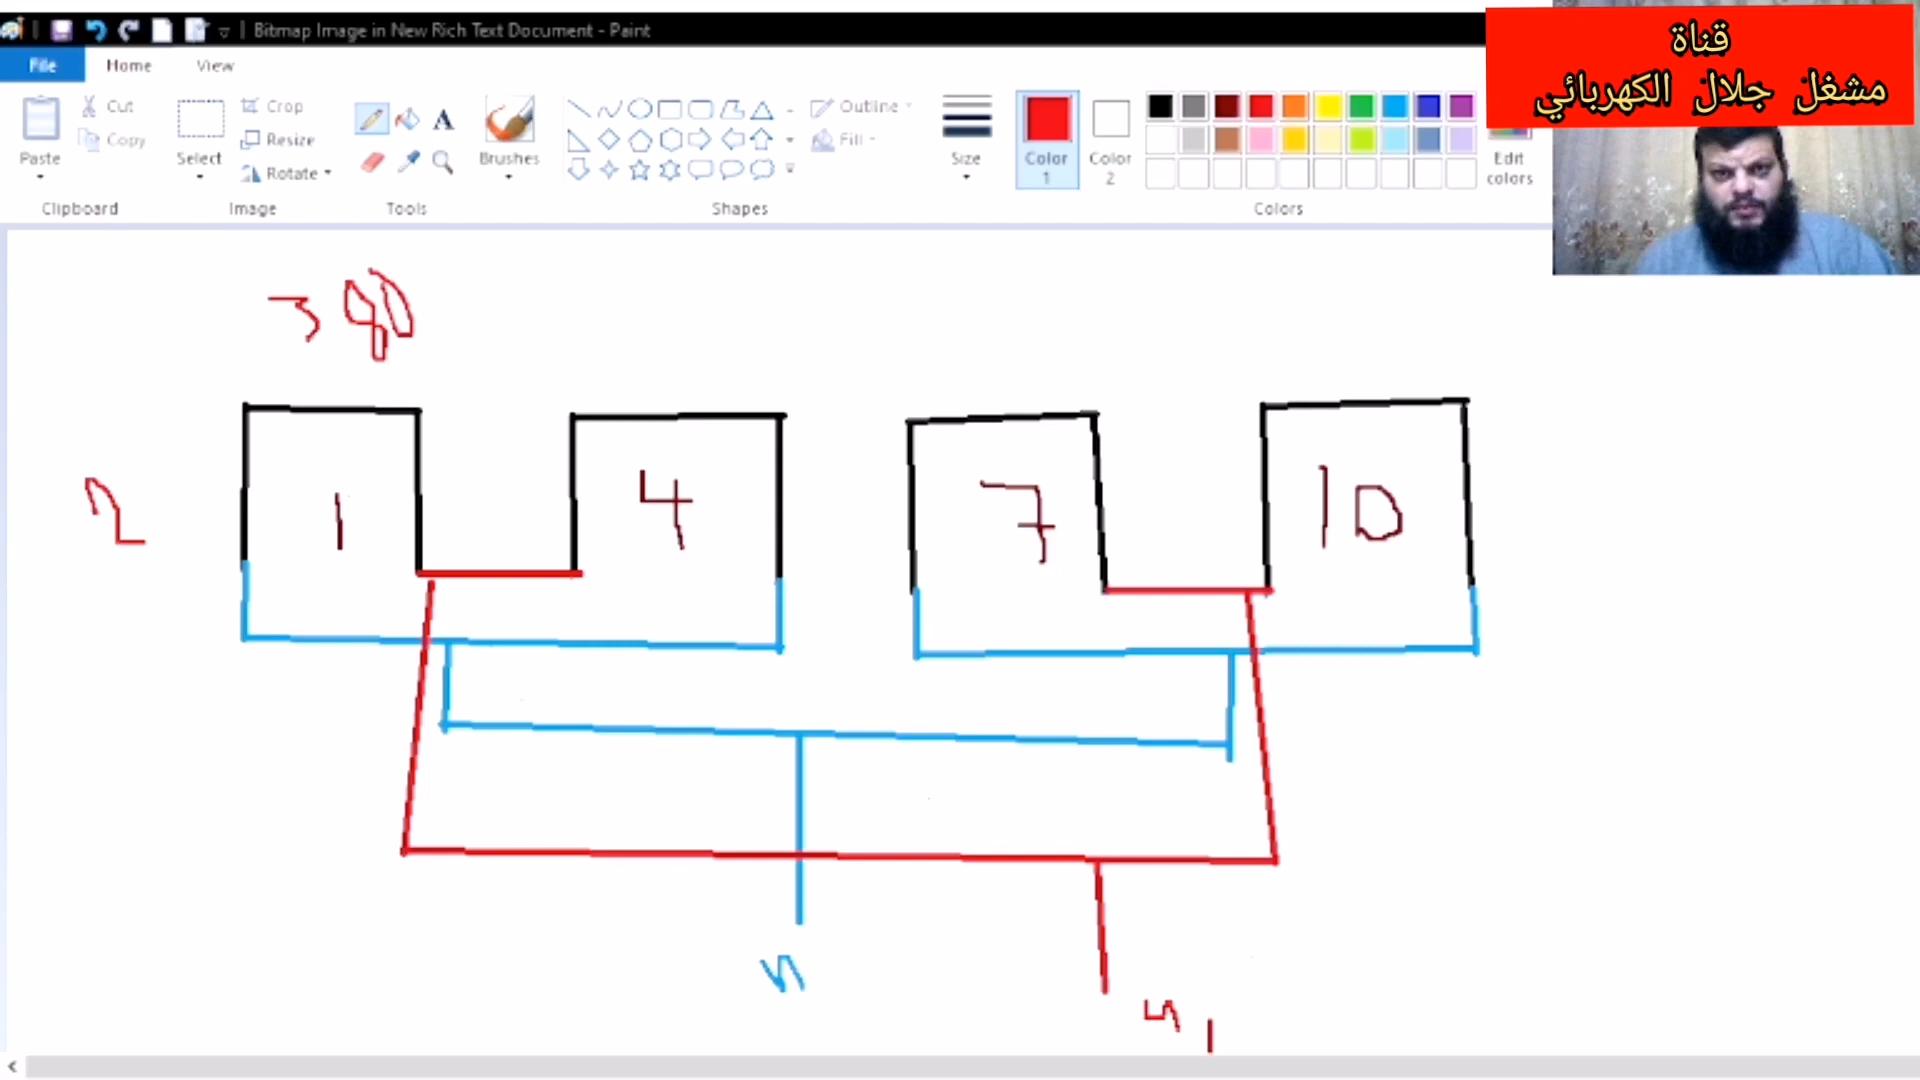 Bitmap Image in New Rich Text Document - Paint
قناة
مشغل جلال الكهربائي
File Home View
Paste
Cut
Copy
Clipboard
Select
Crop
Resize
Rotate
Image
A
Tools
Brushes
Shapes
Outline
Fill
Size
Color 1
Color 2
Edit colors
Colors
380
2
1 4 7 10
n